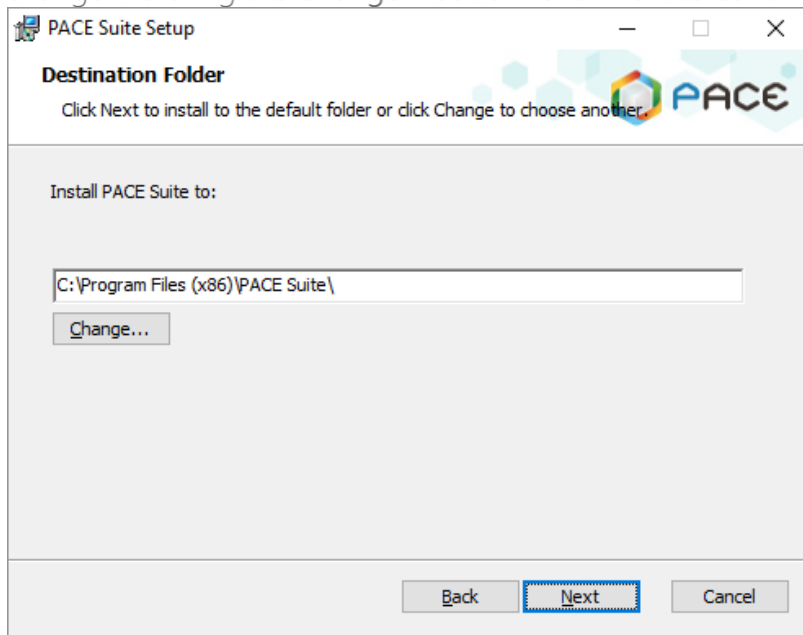 PACE Suite Setup
Destination Folder
Click Next to install to the default folder or click Change to choose another.
PACE
Install PACE Suite to:
C:\Program Files (x86)\PACE Suite\
Change...
Back
Next
Cancel